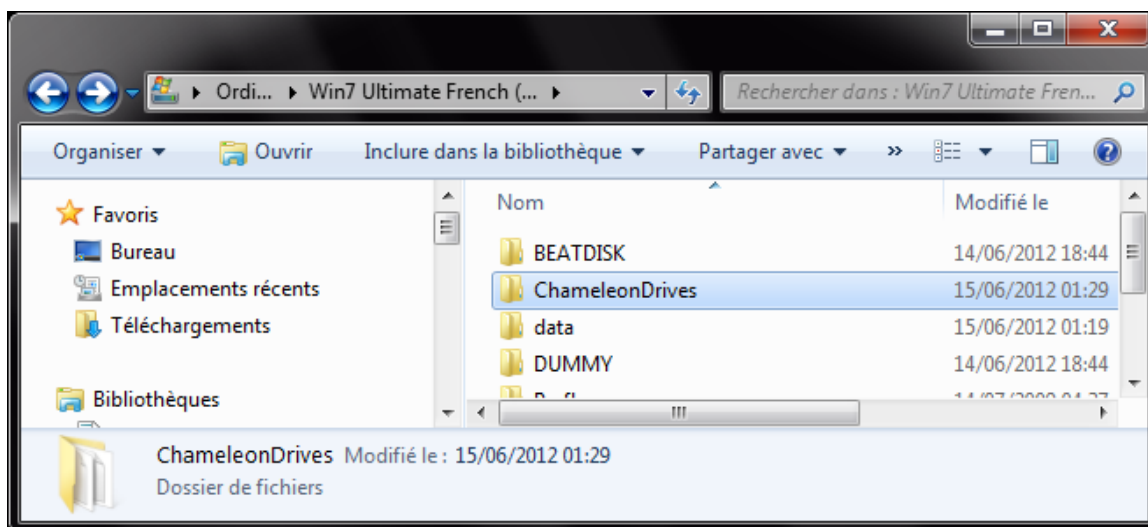 Ordi... Win7 Ultimate French (...
Rechercher dans : Win7 Ultimate Fren...
Organiser Ouvrir Inclure dans la bibliothèque Partager avec »
Favoris
Bureau
Emplacements récents
Téléchargements
Bibliothèques
Nom Modifié le
BEATDISK 14/06/2012 18:44
ChameleonDrives 15/06/2012 01:29
data 15/06/2012 01:19
DUMMY 14/06/2012 18:44
ChameleonDrives Modifié le : 15/06/2012 01:29
Dossier de fichiers